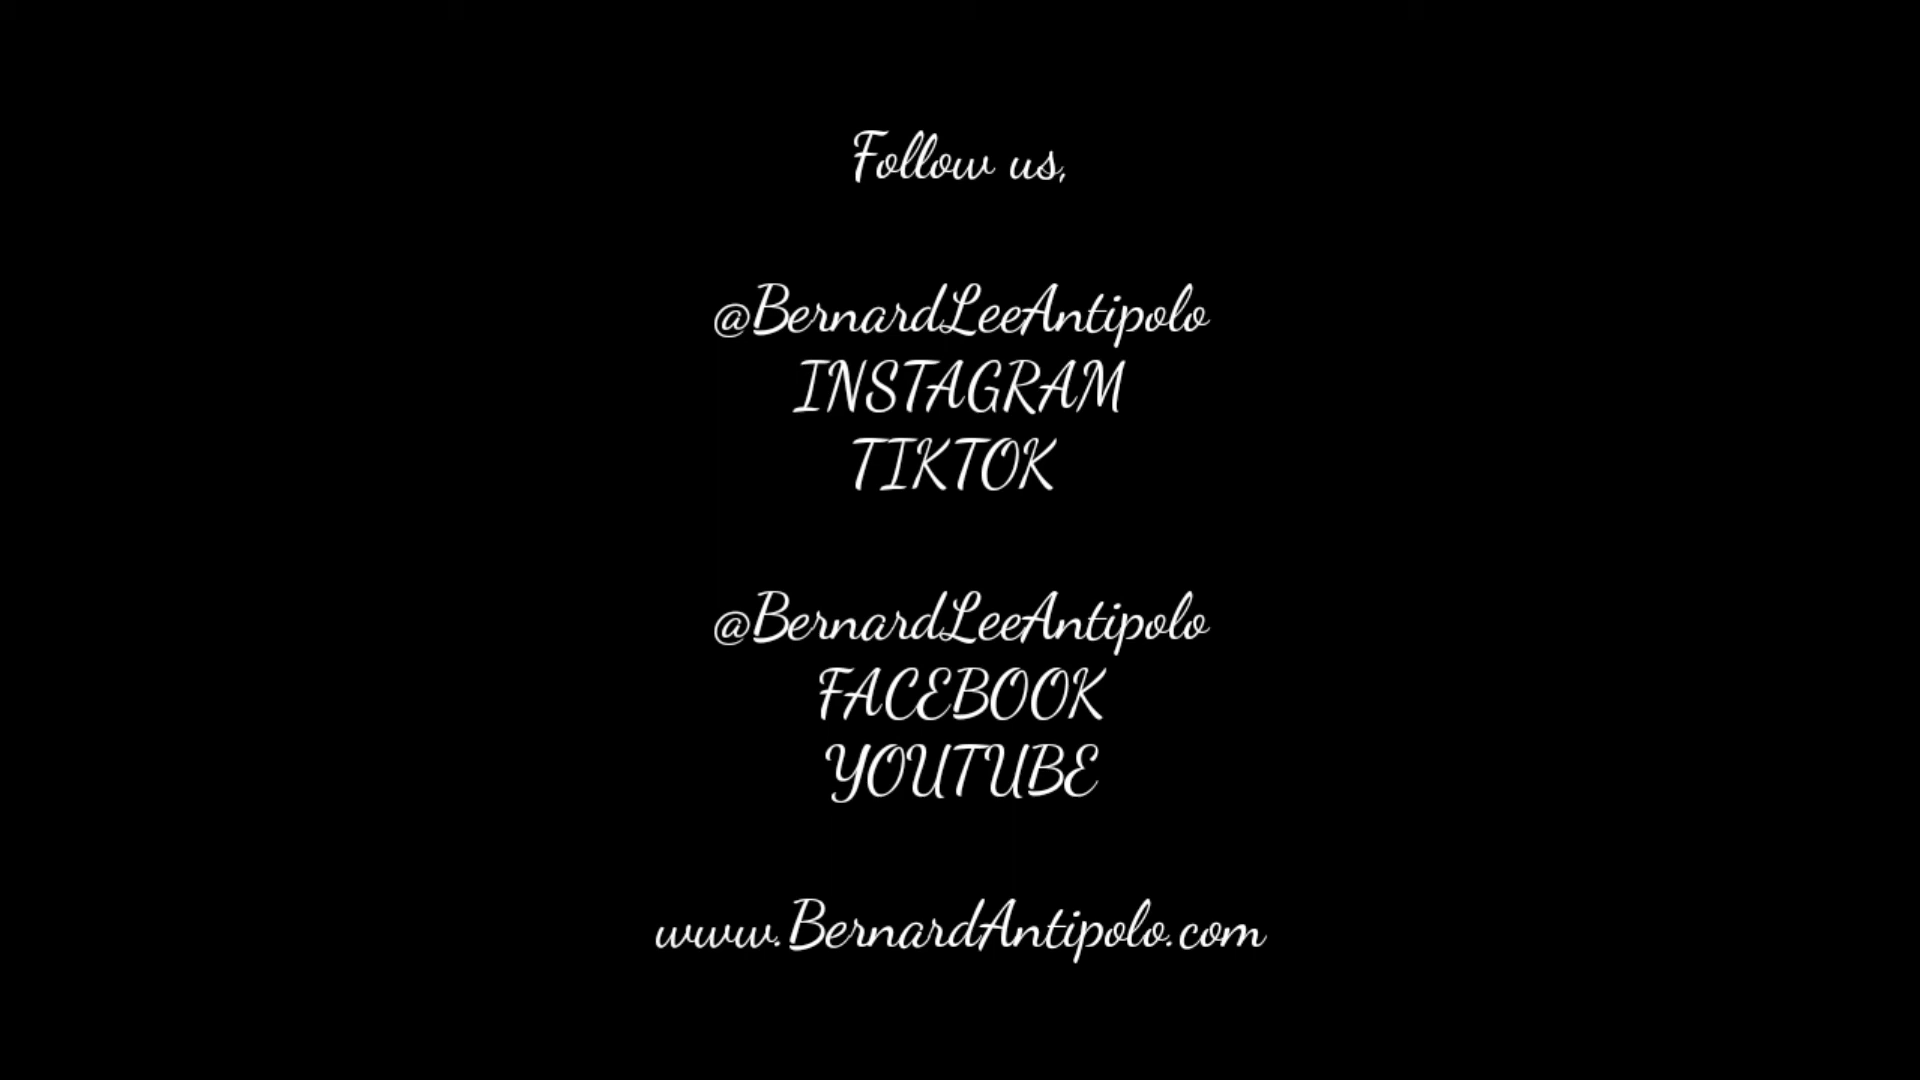 Follow us,
@BernardLeeAntipolo
INSTAGRAM
TIKTOK
@BernardLeeAntipolo
FACEBOOK
YOUTUBE
www.BernardAntipolo.com